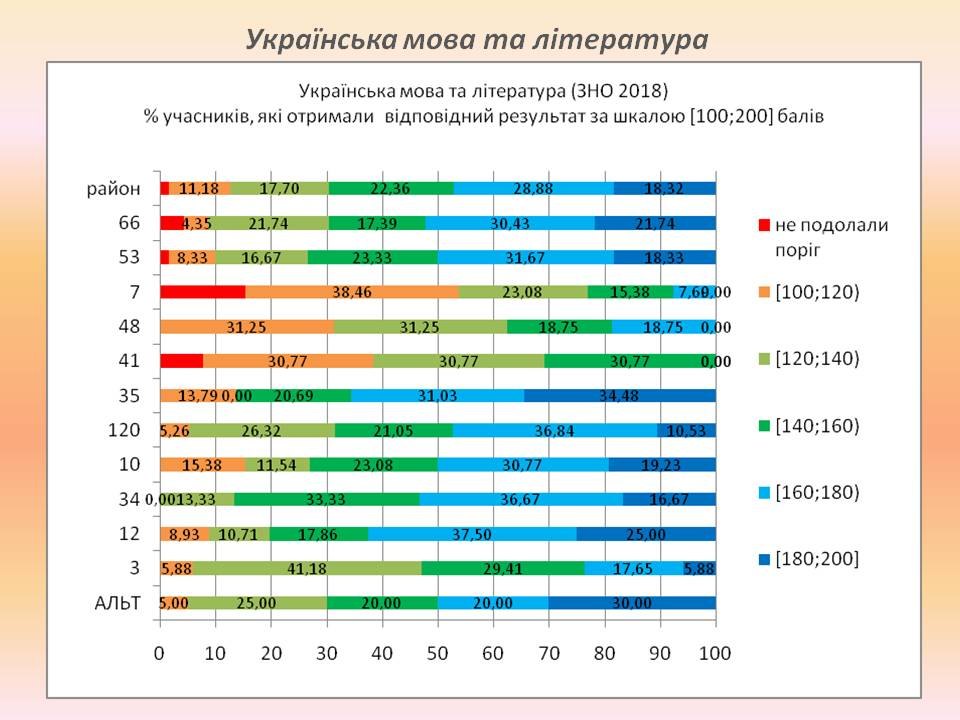 Українська мова та література
Українська мова та література (ЗНО 2018)
% учасників, які отримали відповідний результат за шкалою [100;200] балів
район 11,18 17,70 22,36 28,88 18,32
66 4,35 21,74 17,39 30,43 21,74
53 8,33 16,67 23,33 31,67 18,33
7 38,46 23,08 15,38 7,69 0,00
48 31,25 31,25 18,75 18,75 0,00
41 30,77 30,77 30,77 0,00
35 13,79 0,00 20,69 31,03 34,48
120 5,26 26,32 21,05 36,84 10,53
10 15,38 11,54 23,08 30,77 19,23
34 0,00 13,33 33,33 36,67 16,67
12 8,93 10,71 17,86 37,50 25,00
3 5,88 41,18 29,41 17,65 5,88
АЛЬТ 5,00 25,00 20,00 20,00 30,00
0 10 20 30 40 50 60 70 80 90 100
не подолали
поріг
[100;120)
[120;140)
[140;160)
[160;180)
[180;200]